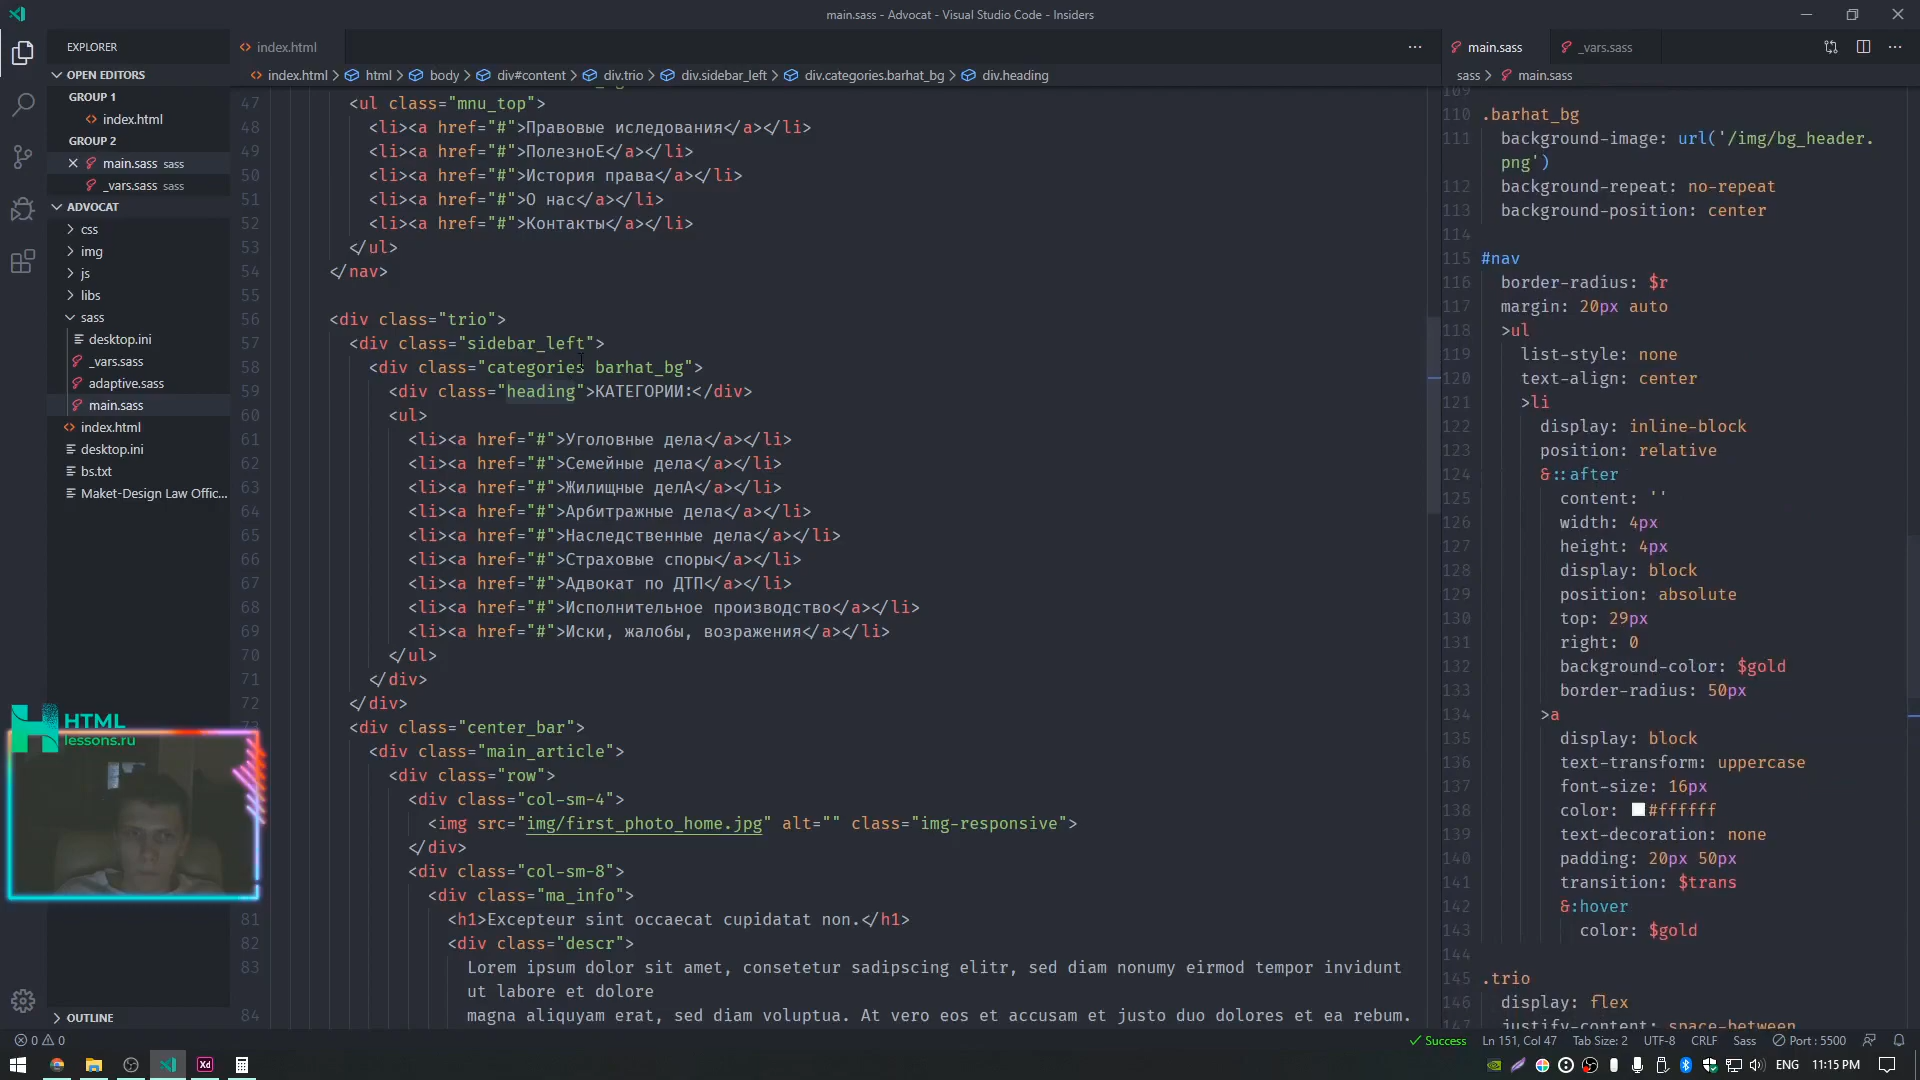 main.sass - Advocat - Visual Studio Code - Insiders
EXPLORER
OPEN EDITORS
GROUP 1
index.html
GROUP 2
main.sass sass
_vars.sass sass
ADVOCAT
css
img
js
libs
sass
desktop.ini
_vars.sass
adaptive.sass
main.sass
index.html
desktop.ini
bs.txt
Maket-Design Law Offic...
OUTLINE
HTML
lessons.ru
index.html
index.html > html > body > div#content > div.trio > div.sidebar_left > div.categories.barhat_bg > div.heading
47 <ul class="mnu_top">
48 <li><a href="#">Правовые иследования</a></li>
49 <li><a href="#">ПолезноЕ</a></li>
50 <li><a href="#">История права</a></li>
51 <li><a href="#">О нас</a></li>
52 <li><a href="#">Контакты</a></li>
53 </ul>
54 </nav>
55
56 <div class="trio">
57 <div class="sidebar_left">
58 <div class="categories barhat_bg">
59 <div class="heading">КАТЕГОРИИ:</div>
60 <ul>
61 <li><a href="#">Уголовные дела</a></li>
62 <li><a href="#">Семейные дела</a></li>
63 <li><a href="#">Жилищные делА</a></li>
64 <li><a href="#">Арбитражные дела</a></li>
65 <li><a href="#">Наследственные дела</a></li>
66 <li><a href="#">Страховые споры</a></li>
67 <li><a href="#">Адвокат по ДТП</a></li>
68 <li><a href="#">Исполнительное производство</a></li>
69 <li><a href="#">Иски, жалобы, возражения</a></li>
70 </ul>
71 </div>
72 </div>
<div class="center_bar">
<div class="main_article">
<div class="row">
<div class="col-sm-4">
<img src="img/first_photo_home.jpg" alt="" class="img-responsive">
</div>
<div class="col-sm-8">
<div class="ma_info">
81 <h1>Excepteur sint occaecat cupidatat non.</h1>
82 <div class="descr">
83 Lorem ipsum dolor sit amet, consetetur sadipscing elitr, sed diam nonumy eirmod tempor invidunt
ut labore et dolore
84 magna aliquyam erat, sed diam voluptua. At vero eos et accusam et justo duo dolores et ea rebum.
main.sass
_vars.sass
sass > main.sass
109
110 .barhat_bg
111 background-image: url('/img/bg_header.
png')
112 background-repeat: no-repeat
113 background-position: center
114
115 #nav
116 border-radius: $r
117 margin: 20px auto
118 >ul
119 list-style: none
120 text-align: center
121 >li
122 display: inline-block
123 position: relative
124 &::after
125 content: ''
126 width: 4px
127 height: 4px
128 display: block
129 position: absolute
130 top: 29px
131 right: 0
132 background-color: $gold
133 border-radius: 50px
134 >a
135 display: block
136 text-transform: uppercase
137 font-size: 16px
138 color: #ffffff
139 text-decoration: none
140 padding: 20px 50px
141 transition: $trans
142 &:hover
143 color: $gold
144
145 .trio
146 display: flex
147 justify-content: space-between
0 0
Success Ln 151, Col 47 Tab Size: 2 UTF-8 CRLF Sass Port : 5500
Xd
ENG 11:15 PM